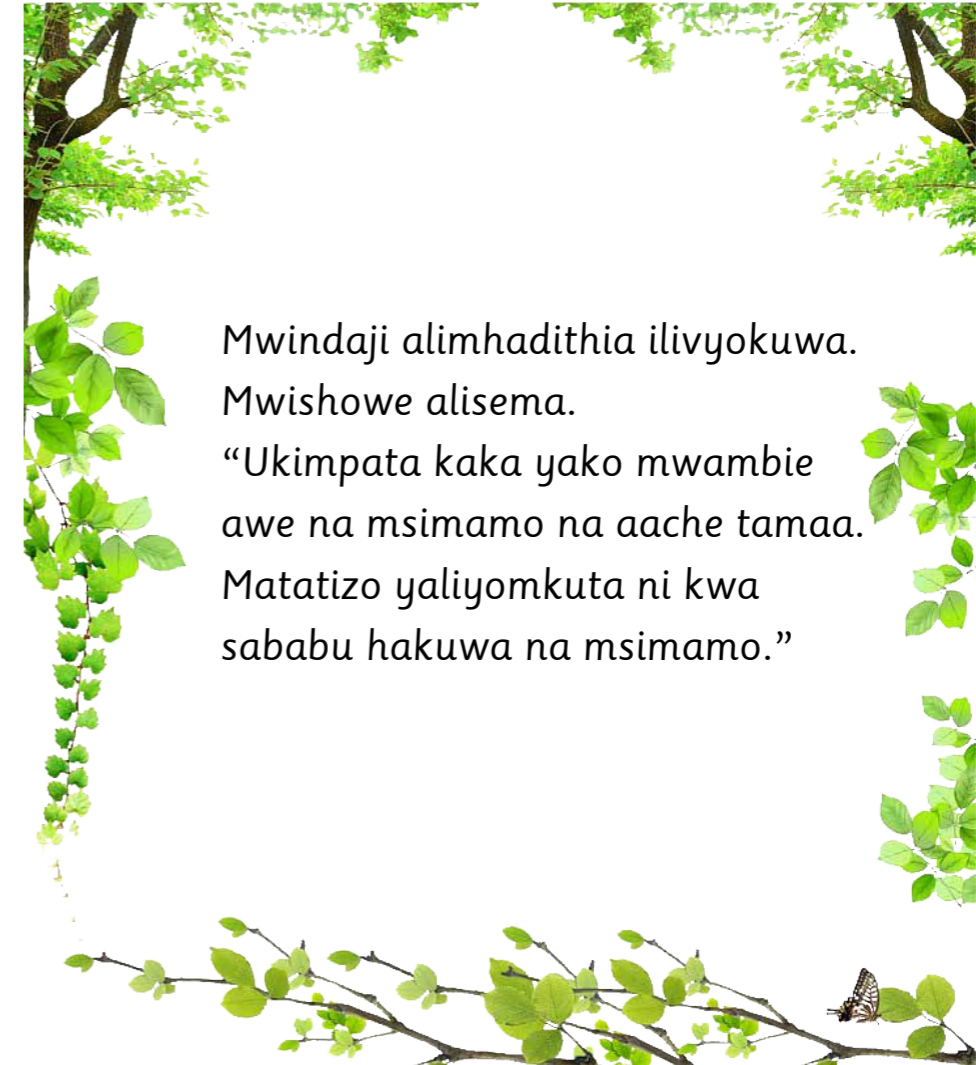 Mwindaji alimhadithia ilivyokuwa.
Mwishowe alisema.
“Ukimpata kaka yako mwambie
awe na msimamo na aache tamaa.
Matatizo yaliyomkuta ni kwa
sababu hakuwa na msimamo.”